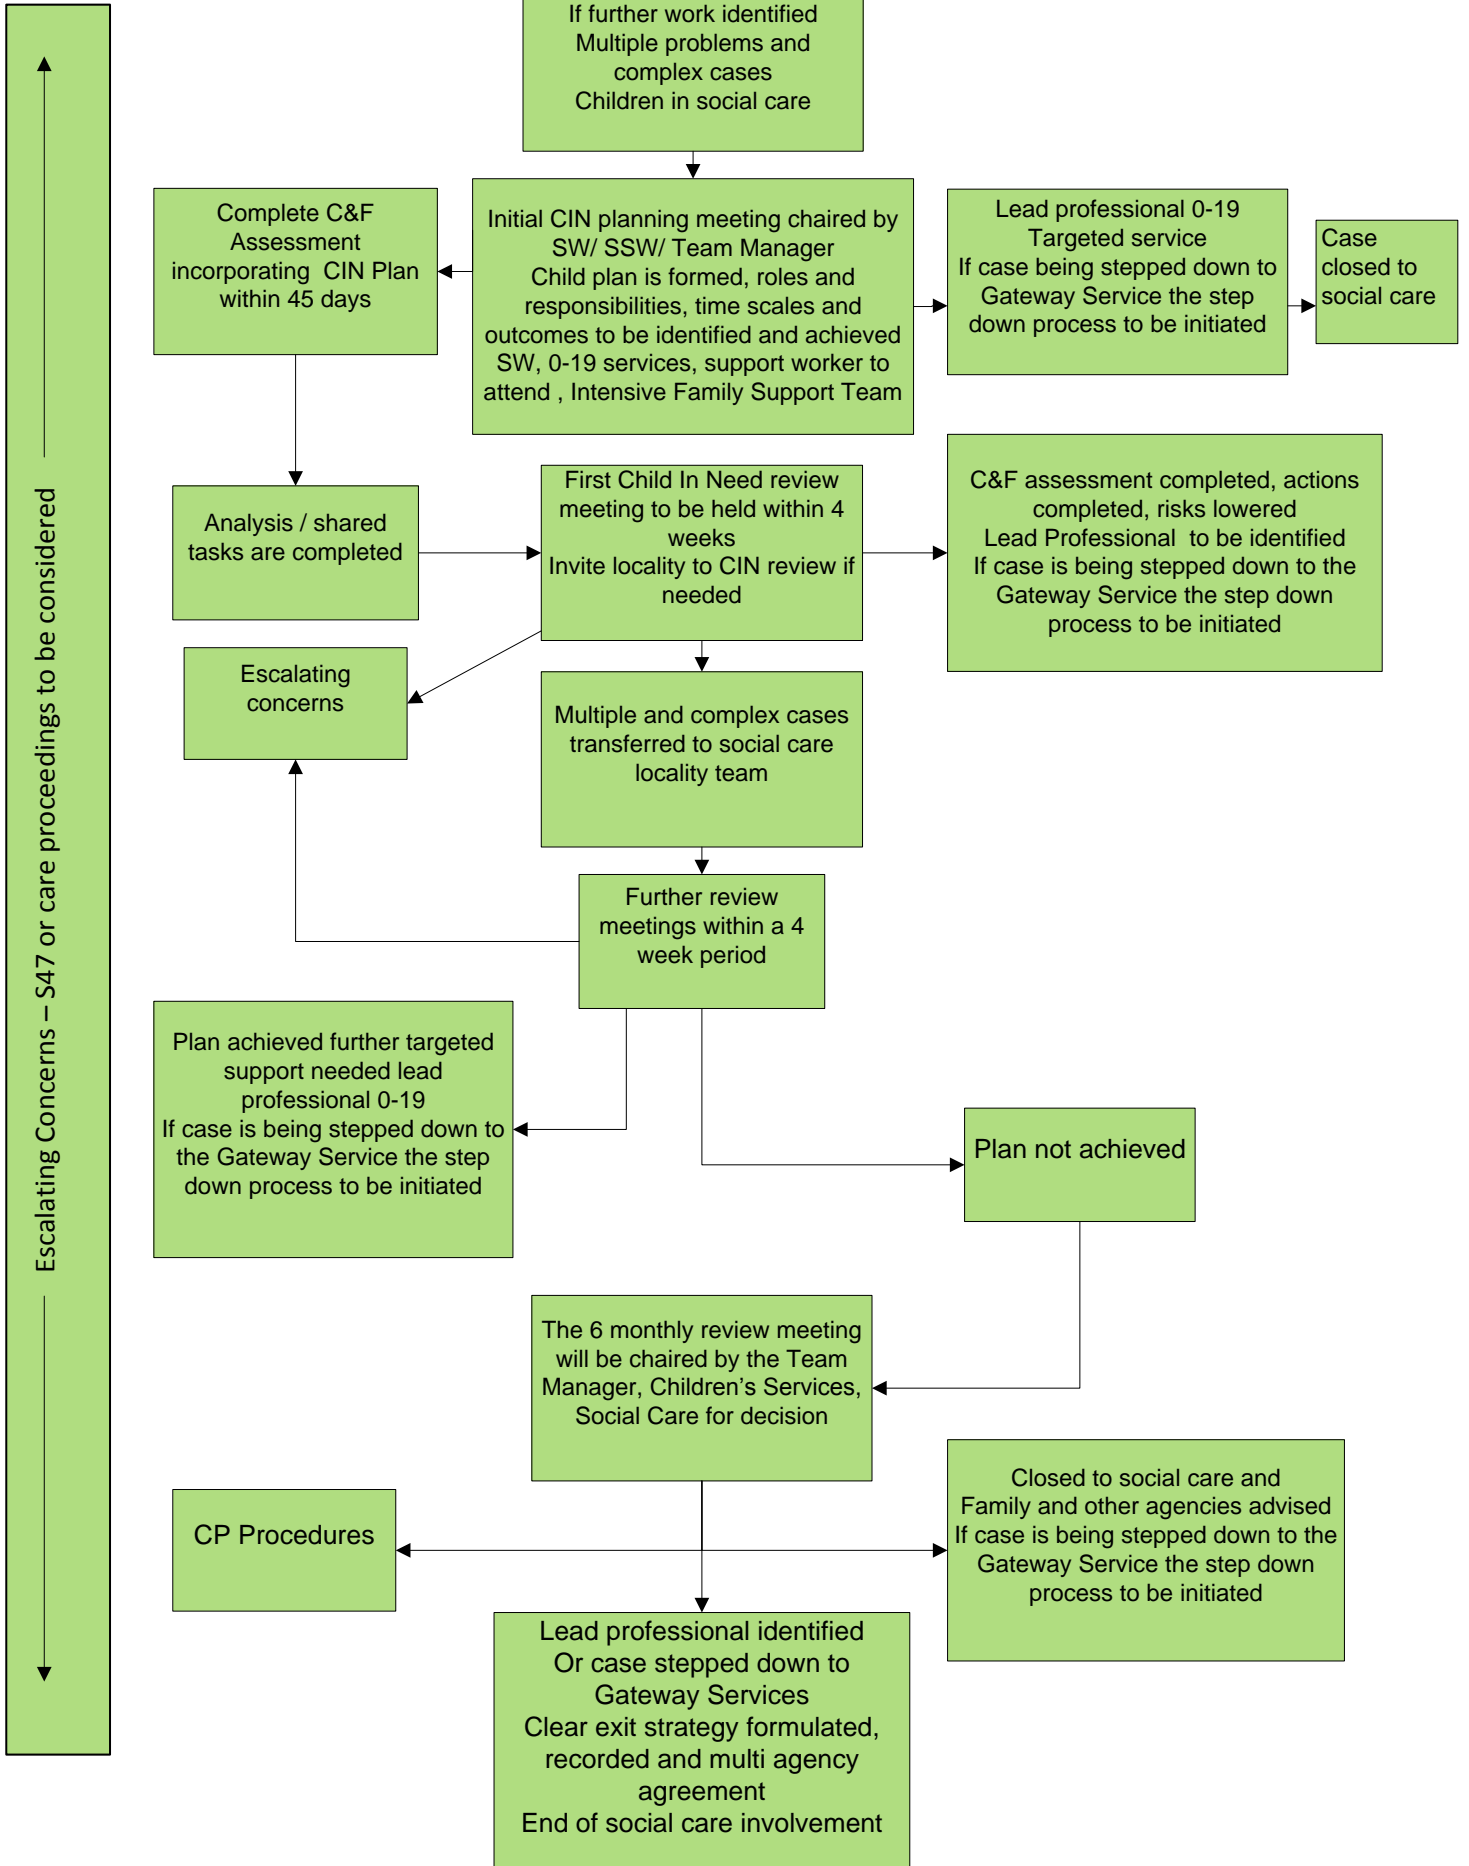 If further work identified
Multiple problems and
complex cases
Children in social care
Complete C&F
Assessment
incorporating CIN Plan
within 45 days
Initial CIN planning meeting chaired by
SW/ SSW/ Team Manager
Child plan is formed, roles and
responsibilities, time scales and
outcomes to be identified and achieved
SW, 0-19 services, support worker to
attend , Intensive Family Support Team
Lead professional 0-19
Targeted service
If case being stepped down to
Gateway Service the step
down process to be initiated
Case
closed to
social care
Analysis / shared
tasks are completed
First Child In Need review
meeting to be held within 4
weeks
Invite locality to CIN review if
needed
C&F assessment completed, actions
completed, risks lowered
Lead Professional to be identified
If case is being stepped down to the
Gateway Service the step down
process to be initiated
Escalating
concerns
Multiple and complex cases
transferred to social care
locality team
Further review
meetings within a 4
week period
Plan achieved further targeted
support needed lead
professional 0-19
If case is being stepped down to
the Gateway Service the step
down process to be initiated
Plan not achieved
The 6 monthly review meeting
will be chaired by the Team
Manager, Children’s Services,
Social Care for decision
CP Procedures
Closed to social care and
Family and other agencies advised
If case is being stepped down to the
Gateway Service the step down
process to be initiated
Lead professional identified
Or case stepped down to
Gateway Services
Clear exit strategy formulated,
recorded and multi agency
agreement
End of social care involvement
Escalating Concerns – S47 or care proceedings to be considered